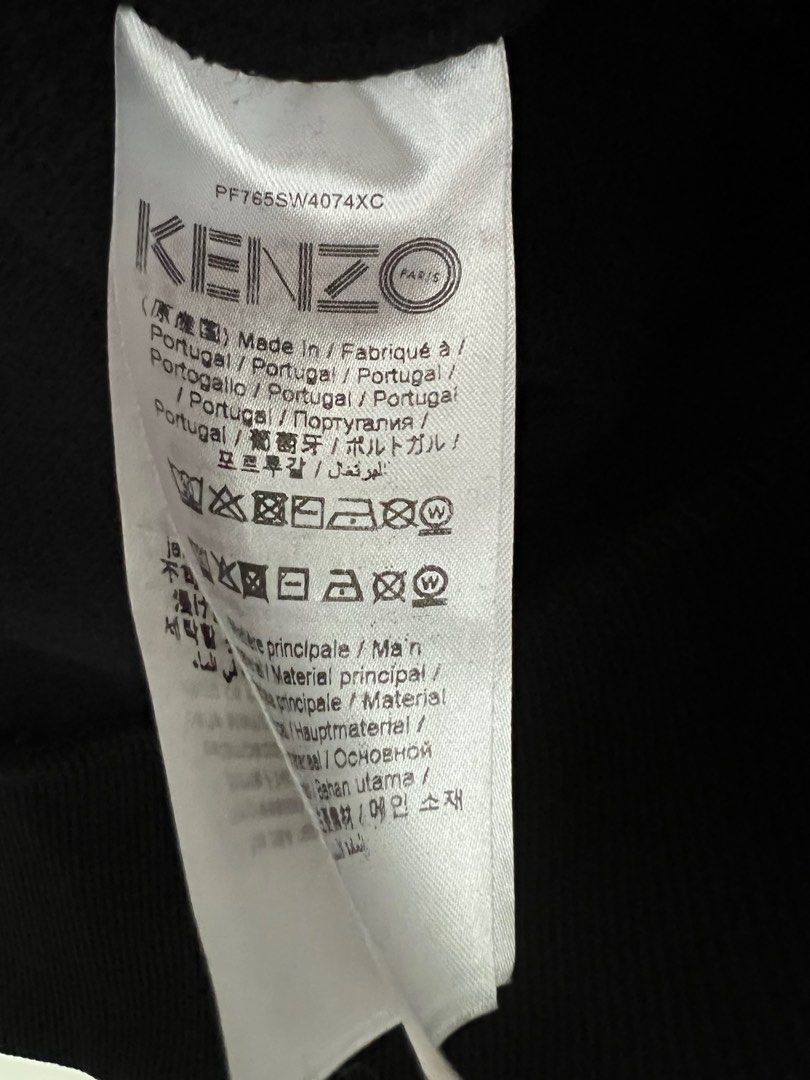 PF765SW4074XC
KENZO
PARIS
(原産国) Made in / Fabriqué à /
Portugal / Portugal / Portugal /
Portogallo / Portugal / Portugal
/ Portugal / Португалия /
Portugal / 葡萄牙 / ポルトガル /
포르투갈 / البرتغال
W
W
principale / Main
Material principal /
principale / Material
/ Hauptmaterial /
/ Основной
Bahan utama /
/ 메인 소재